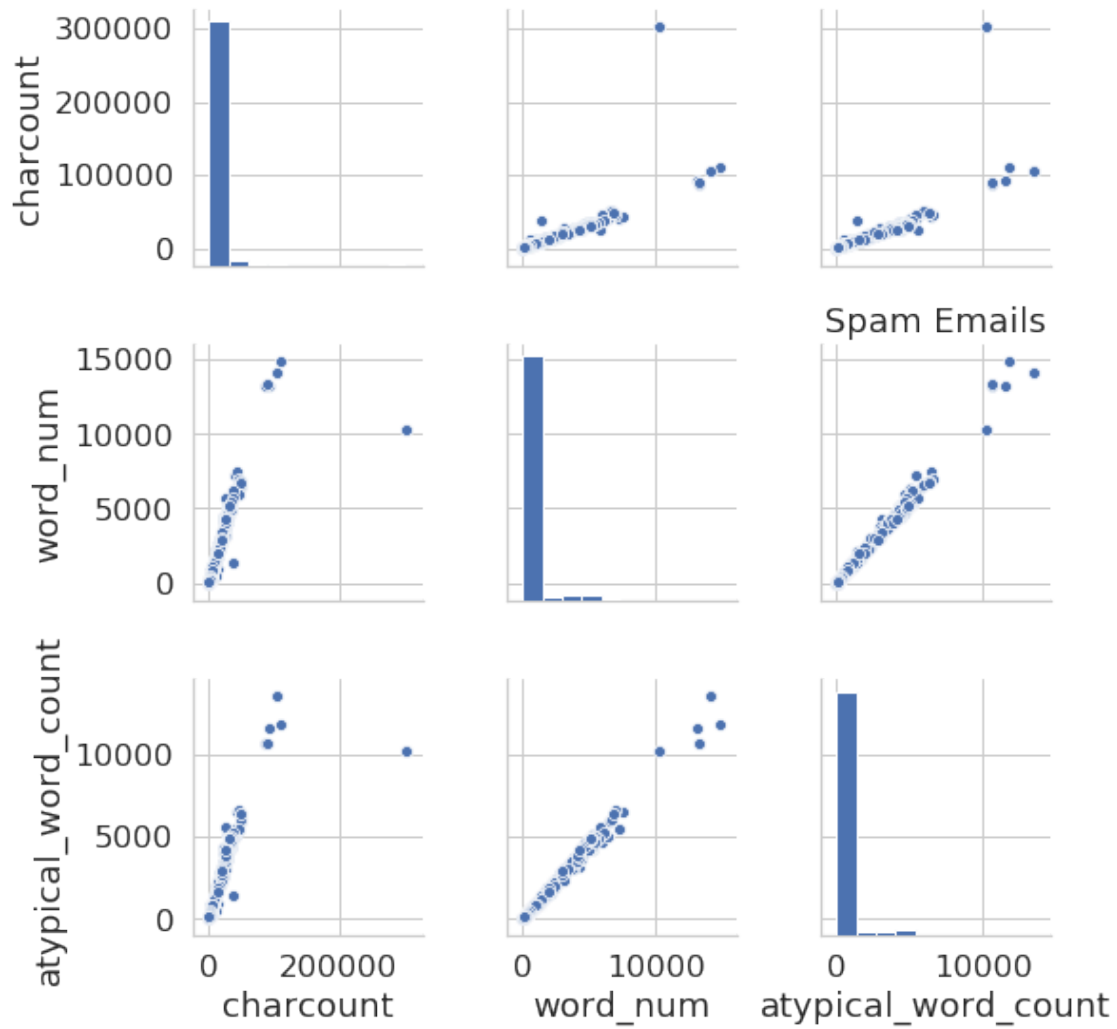 300000
200000
100000
0
charcount
Spam Emails
15000
10000
5000
0
word_num
10000
5000
0
atypical_word_count
0 200000 0 10000 0 10000
charcount word_num atypical_word_count